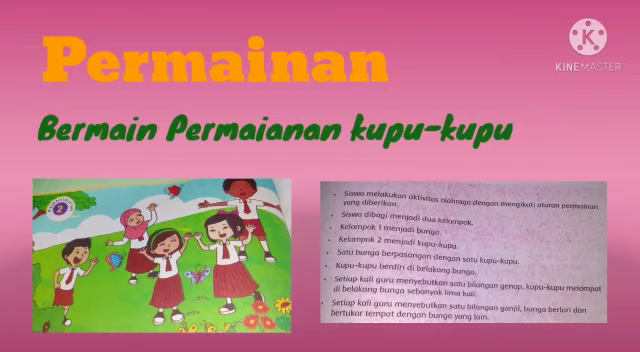 Permainan
KINEMASTER
Bermain Permaianan kupu-kupu
2
Siswa melakukan aktivitas olahraga dengan mengikuti aturan permainan
yang diberikan.
Siswa dibagi menjadi dua kelompok.
Kelompok 1 menjadi bunga.
Kelompok 2 menjadi kupu-kupu.
Satu bunga berpasangan dengan satu kupu-kupu.
Kupu-kupu berdiri di belakang bunga.
Setiap kali guru menyebutkan satu bilangan genap, kupu-kupu melompat
di belakang bunga sebanyak lima kali.
Setiap kali guru menyebutkan satu bilangan ganjil, bunga berlari dan
bertukar tempat dengan bunga yang lain.